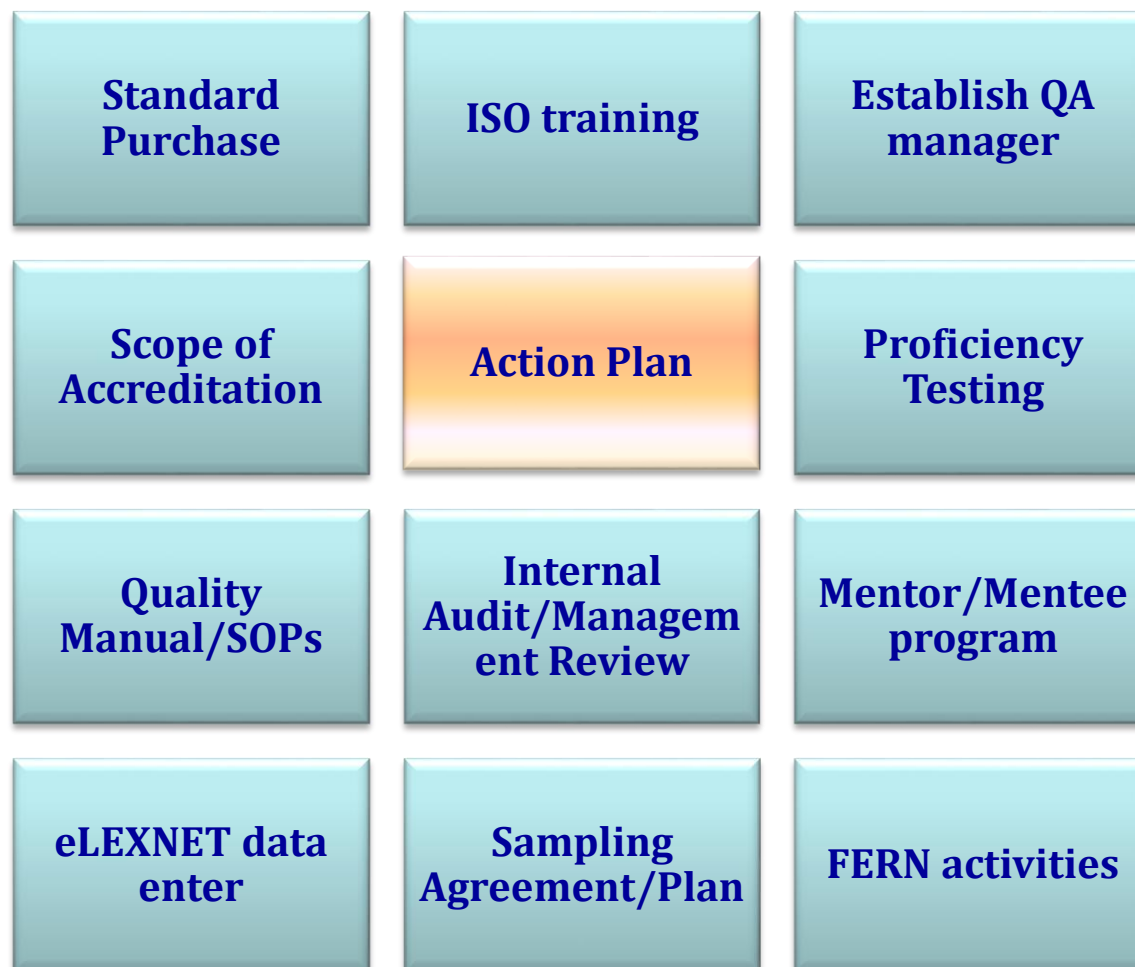 Standard
Purchase
ISO training
Establish QA
manager
Scope of
Accreditation
Action Plan
Proficiency
Testing
Quality
Manual/SOPs
Internal
Audit/Managem
ent Review
Mentor/Mentee
program
eLEXNET data
enter
Sampling
Agreement/Plan
FERN activities